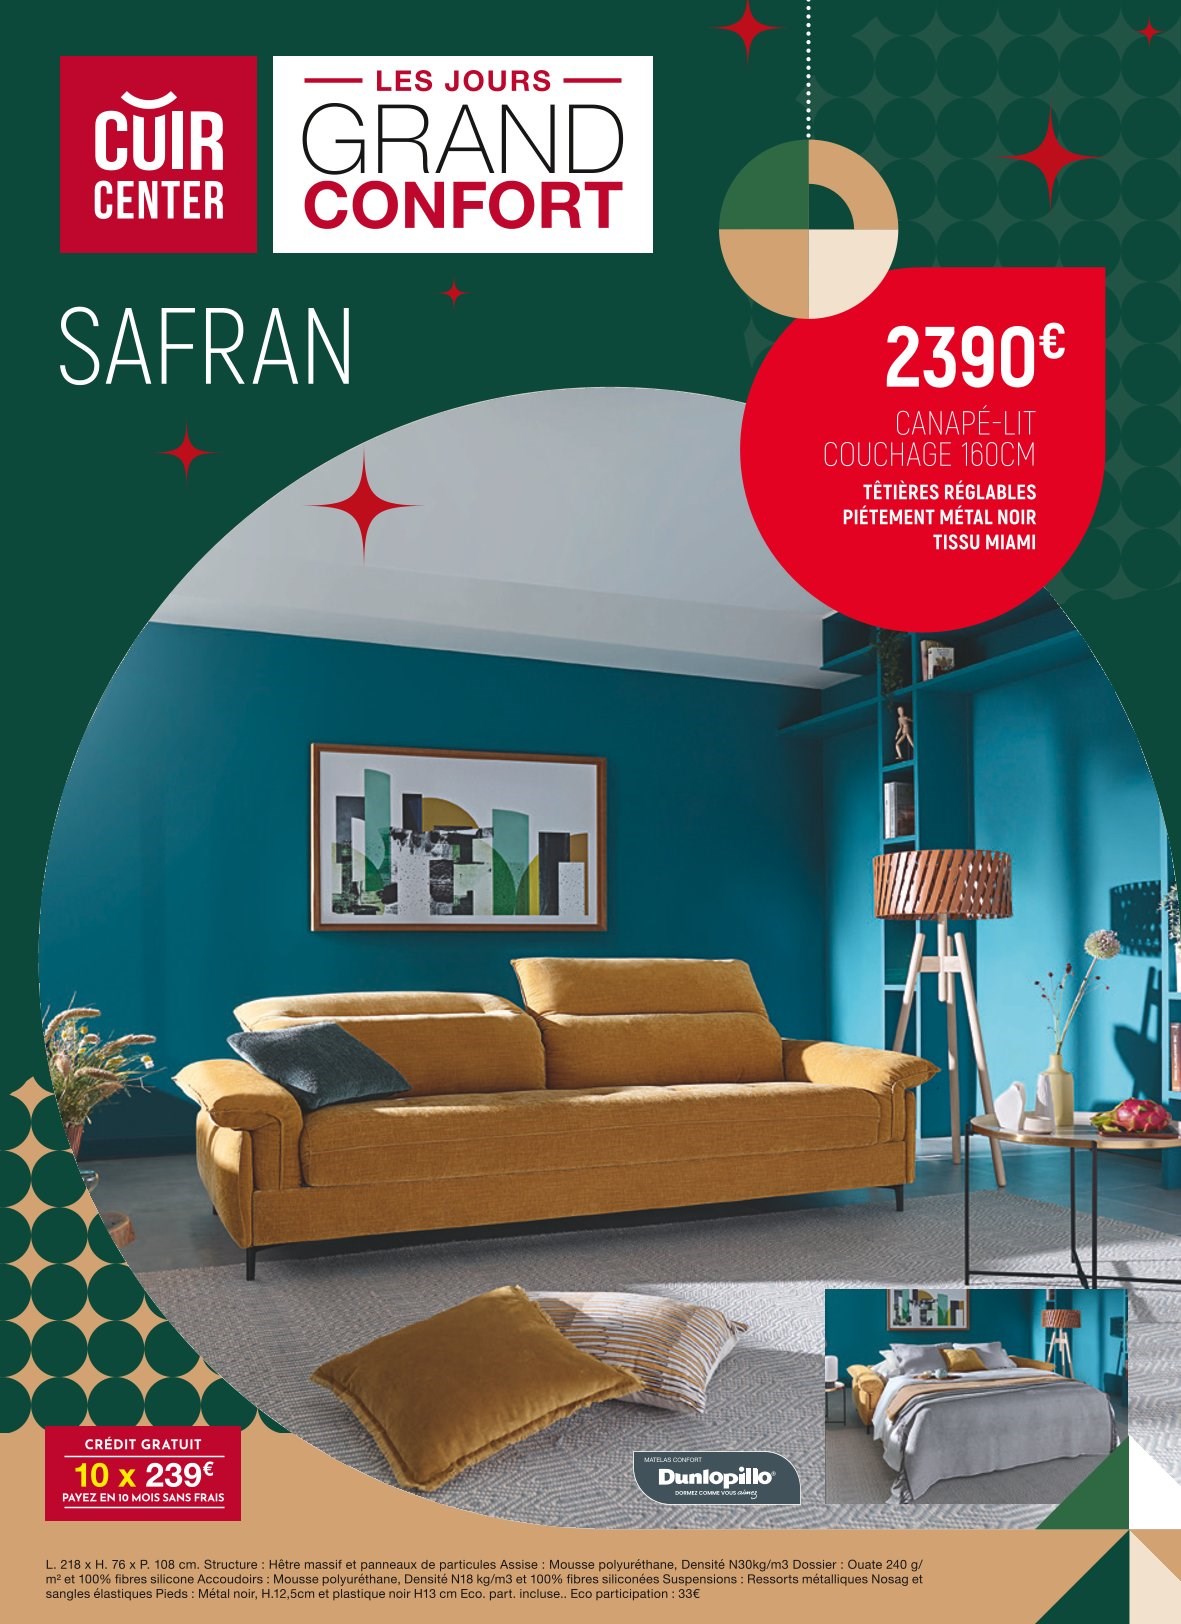 CUIR
CENTER
LES JOURS
GRAND
CONFORT
SAFRAN
2390€
CANAPÉ-LIT
COUCHAGE 160CM
TÊTIÈRES RÉGLABLES
PIÉTEMENT MÉTAL NOIR
TISSU MIAMI
CRÉDIT GRATUIT
10 x 239€
PAYEZ EN 10 MOIS SANS FRAIS
MATELAS CONFORT
Dunlopillo®
DORMEZ COMME VOUS aimez
L. 218 x H. 76 x P. 108 cm. Structure : Hêtre massif et panneaux de particules Assise : Mousse polyuréthane, Densité N30kg/m3 Dossier : Ouate 240 g/
m² et 100% fibres silicone Accoudoirs : Mousse polyuréthane, Densité N18 kg/m3 et 100% fibres siliconées Suspensions : Ressorts métalliques Nosag et
sangles élastiques Pieds : Métal noir, H.12,5cm et plastique noir H13 cm Eco. part. incluse.. Eco participation : 33€